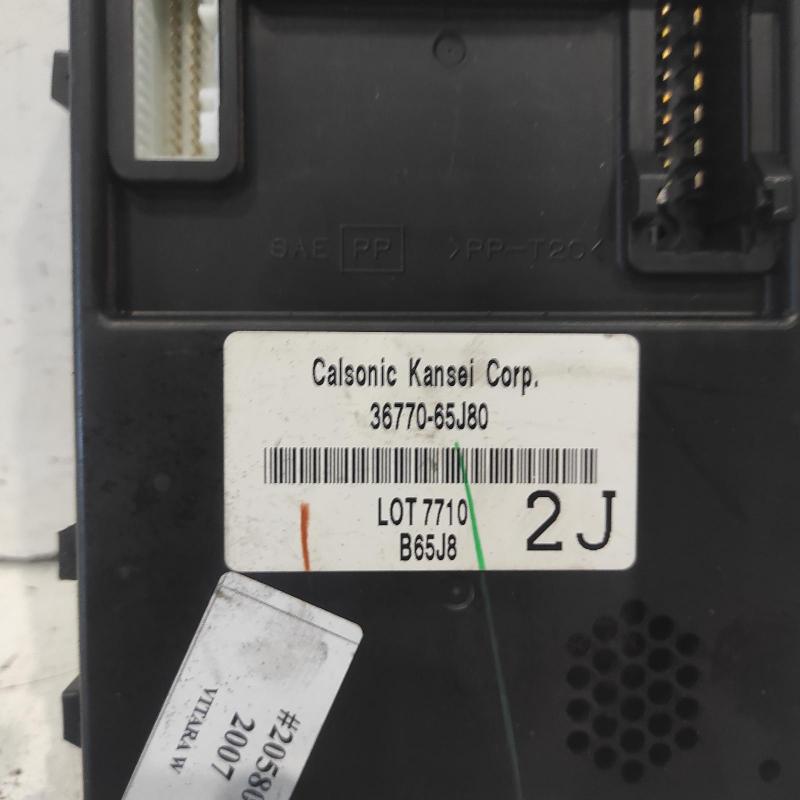 SAE PP >PP-T20<
Calsonic Kansei Corp.
36770-65J80
LOT 7710
B65J8
2J
#20580
2007
VITARA W